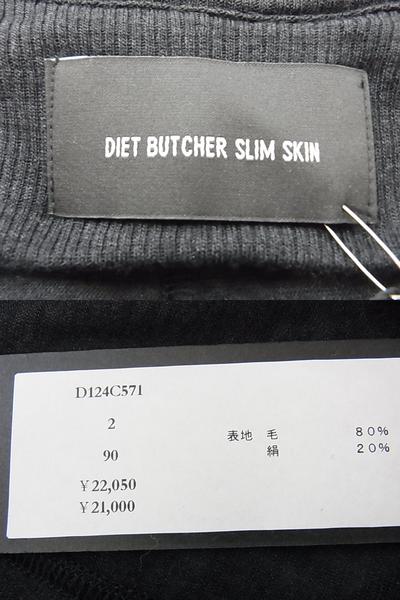 DIET BUTCHER SLIM SKIN
D124C571
2
90
￥22,050
￥21,000
表地 毛 80%
絹 20%